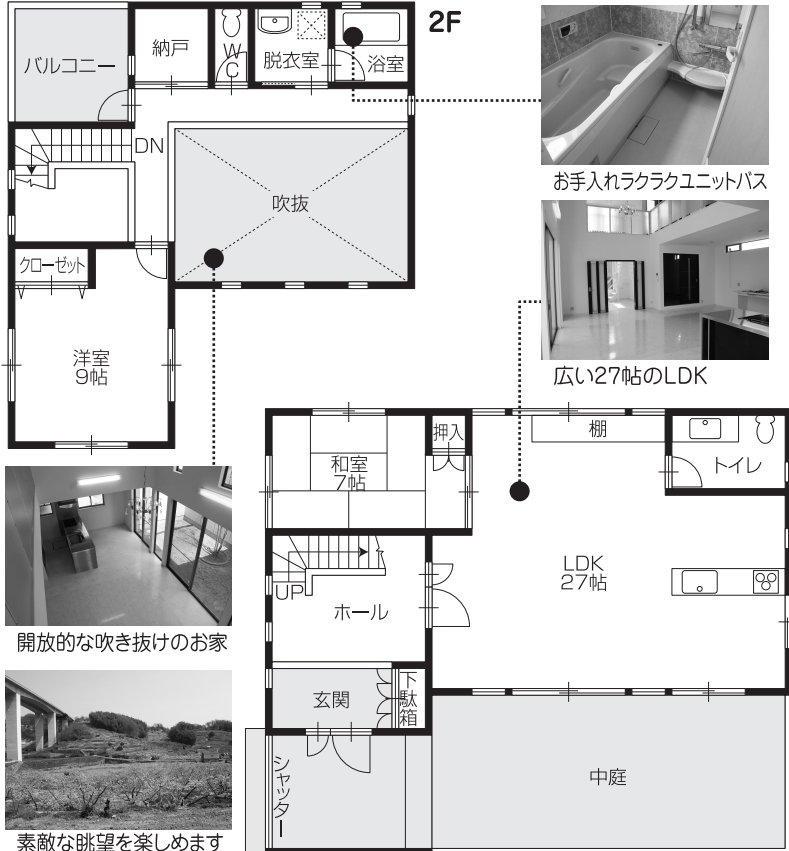 2F
バルコニー
納戸
WC
脱衣室
浴室
DN
吹抜
クローゼット
洋室
9帖
お手入れラクラクユニットバス
広い27帖のLDK
開放的な吹き抜けのお家
素敵な眺望を楽しめます
和室
7帖
押入
棚
トイレ
LDK
27帖
UP
ホール
玄関
下駄箱
シャッター
中庭